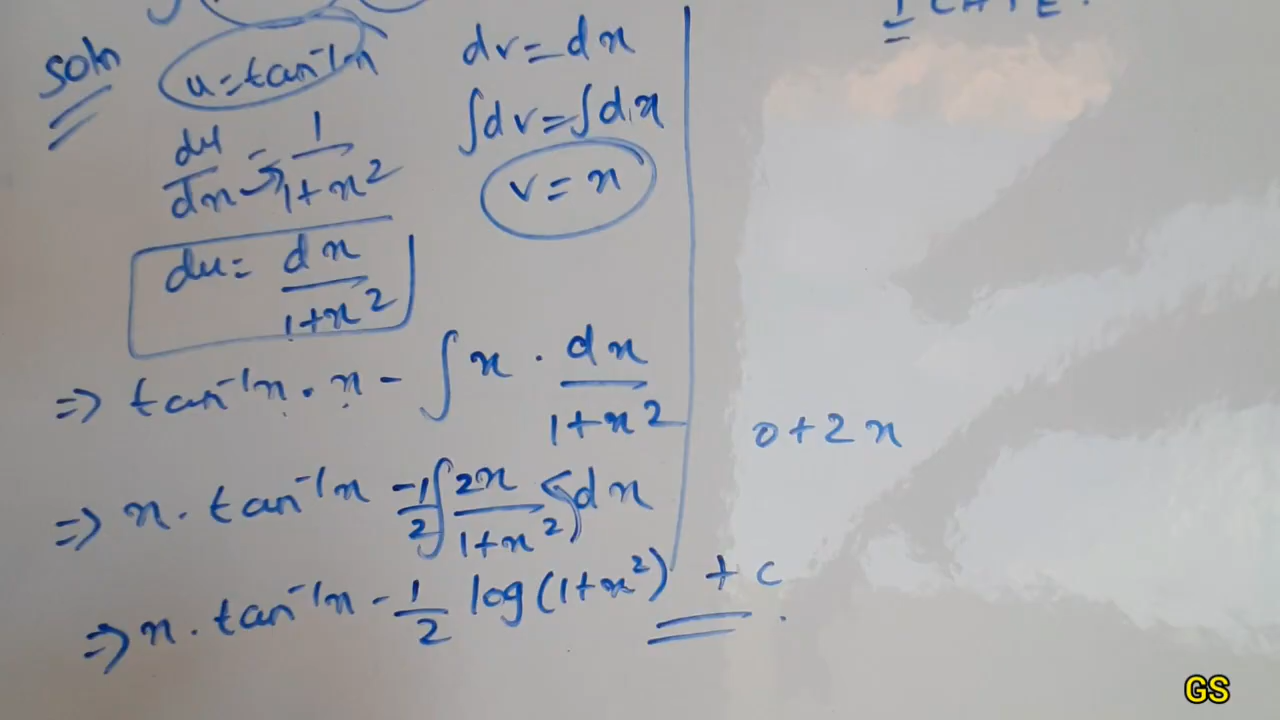 I L A T E .
Soln
u = tan⁻¹x
dv = dx
∫dv = ∫dx
v = x
du/dx = 1/1+x²
du = dx/1+x²
⇒ tan⁻¹x · x - ∫ x · dx/1+x²
0 + 2x
⇒ x · tan⁻¹x - 1/2 ∫ 2x/1+x² dx
⇒ x · tan⁻¹x - 1/2 log (1+x²) + c .
GS